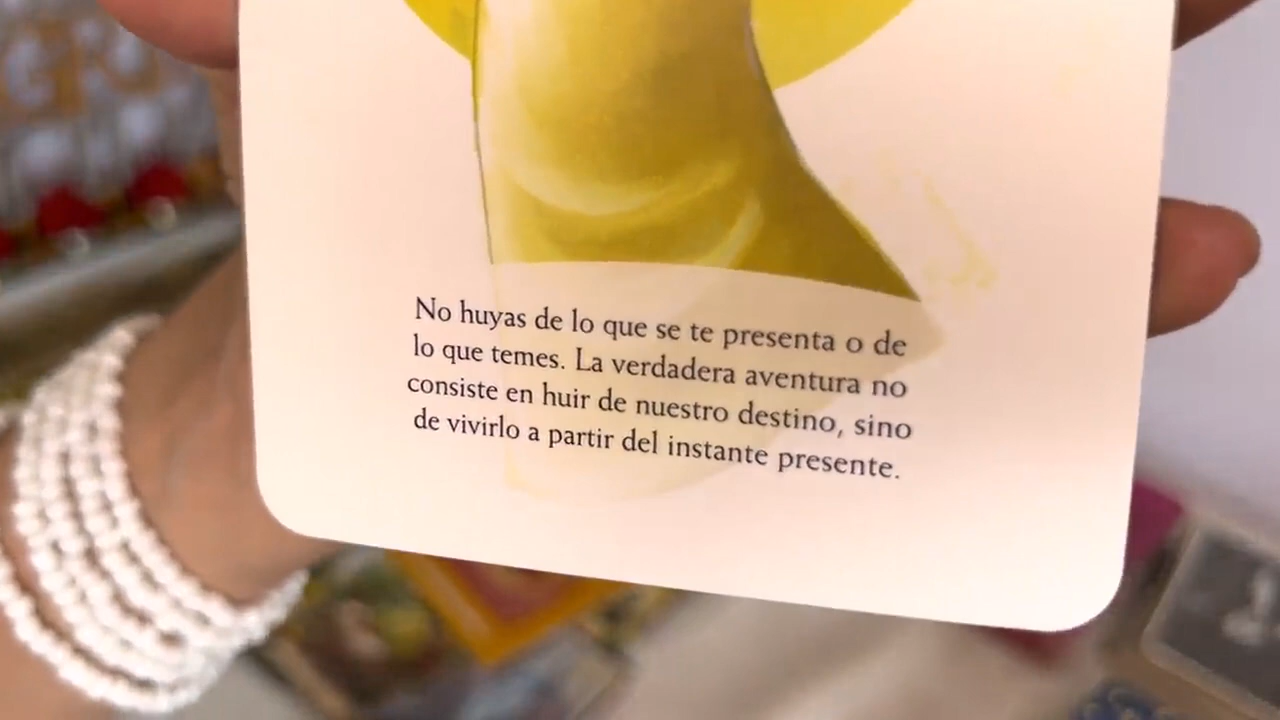 No huyas de lo que se te presenta o de
lo que temes. La verdadera aventura no
consiste en huir de nuestro destino, sino
de vivirlo a partir del instante presente.